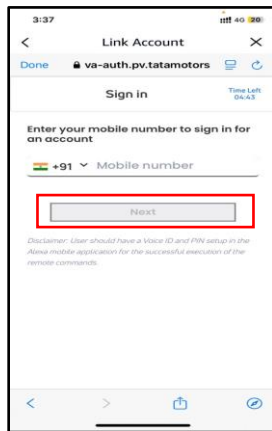 3:37
4G 20
Link Account
Done va-auth.pv.tatamotors
Sign in
Time Left
04:43
Enter your mobile number to sign in for
an account
+91 Mobile number
Next
Disclaimer: User should have a Voice ID and PIN setup in the
Alexa mobile application for the successful execution of the
remote commands.